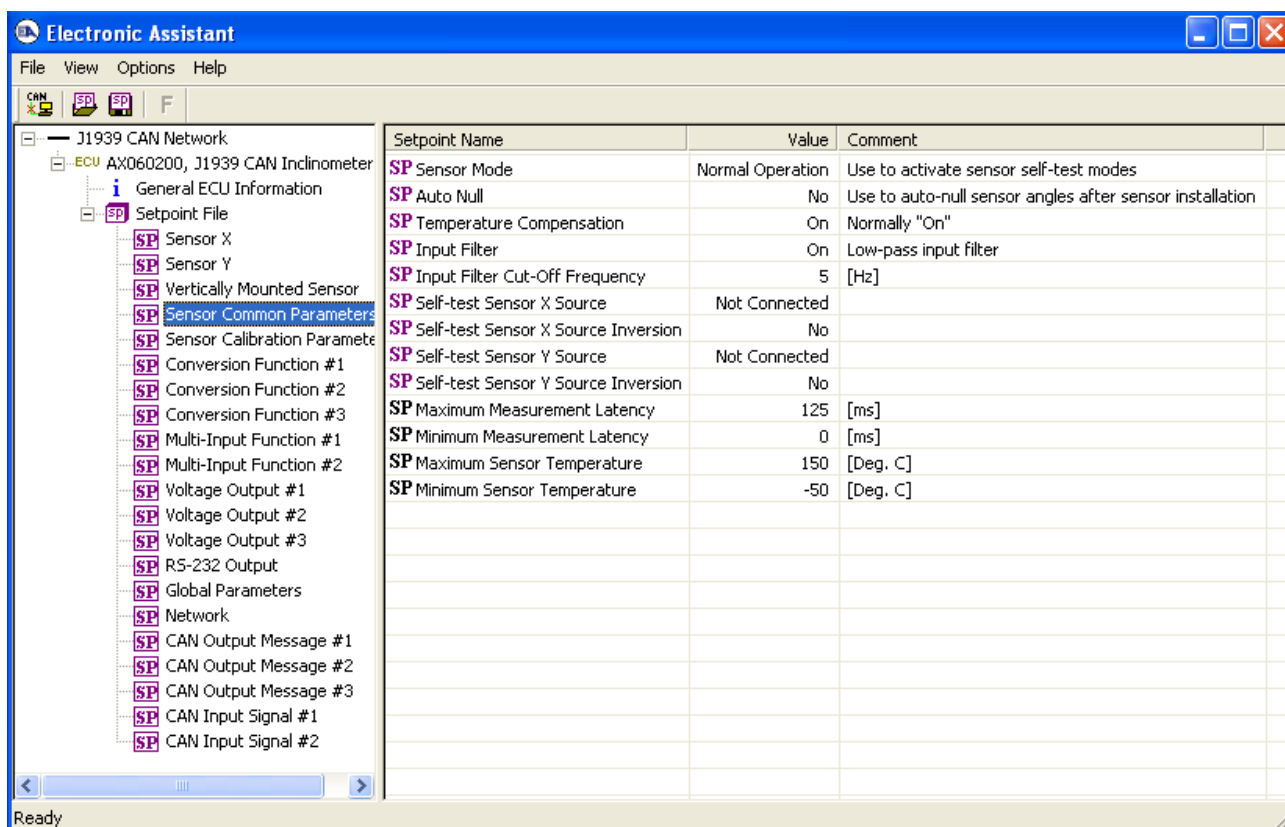 Electronic Assistant
File View Options Help
CAN SP SP F
J1939 CAN Network
ECU AX060200, J1939 CAN Inclinometer
i General ECU Information
SP Setpoint File
SP Sensor X
SP Sensor Y
SP Vertically Mounted Sensor
SP Sensor Common Parameters
SP Sensor Calibration Paramete
SP Conversion Function #1
SP Conversion Function #2
SP Conversion Function #3
SP Multi-Input Function #1
SP Multi-Input Function #2
SP Voltage Output #1
SP Voltage Output #2
SP Voltage Output #3
SP RS-232 Output
SP Global Parameters
SP Network
SP CAN Output Message #1
SP CAN Output Message #2
SP CAN Output Message #3
SP CAN Input Signal #1
SP CAN Input Signal #2
Setpoint Name Value Comment
SP Sensor Mode Normal Operation Use to activate sensor self-test modes
SP Auto Null No Use to auto-null sensor angles after sensor installation
SP Temperature Compensation On Normally "On"
SP Input Filter On Low-pass input filter
SP Input Filter Cut-Off Frequency 5 [Hz]
SP Self-test Sensor X Source Not Connected
SP Self-test Sensor X Source Inversion No
SP Self-test Sensor Y Source Not Connected
SP Self-test Sensor Y Source Inversion No
SP Maximum Measurement Latency 125 [ms]
SP Minimum Measurement Latency 0 [ms]
SP Maximum Sensor Temperature 150 [Deg. C]
SP Minimum Sensor Temperature -50 [Deg. C]
Ready